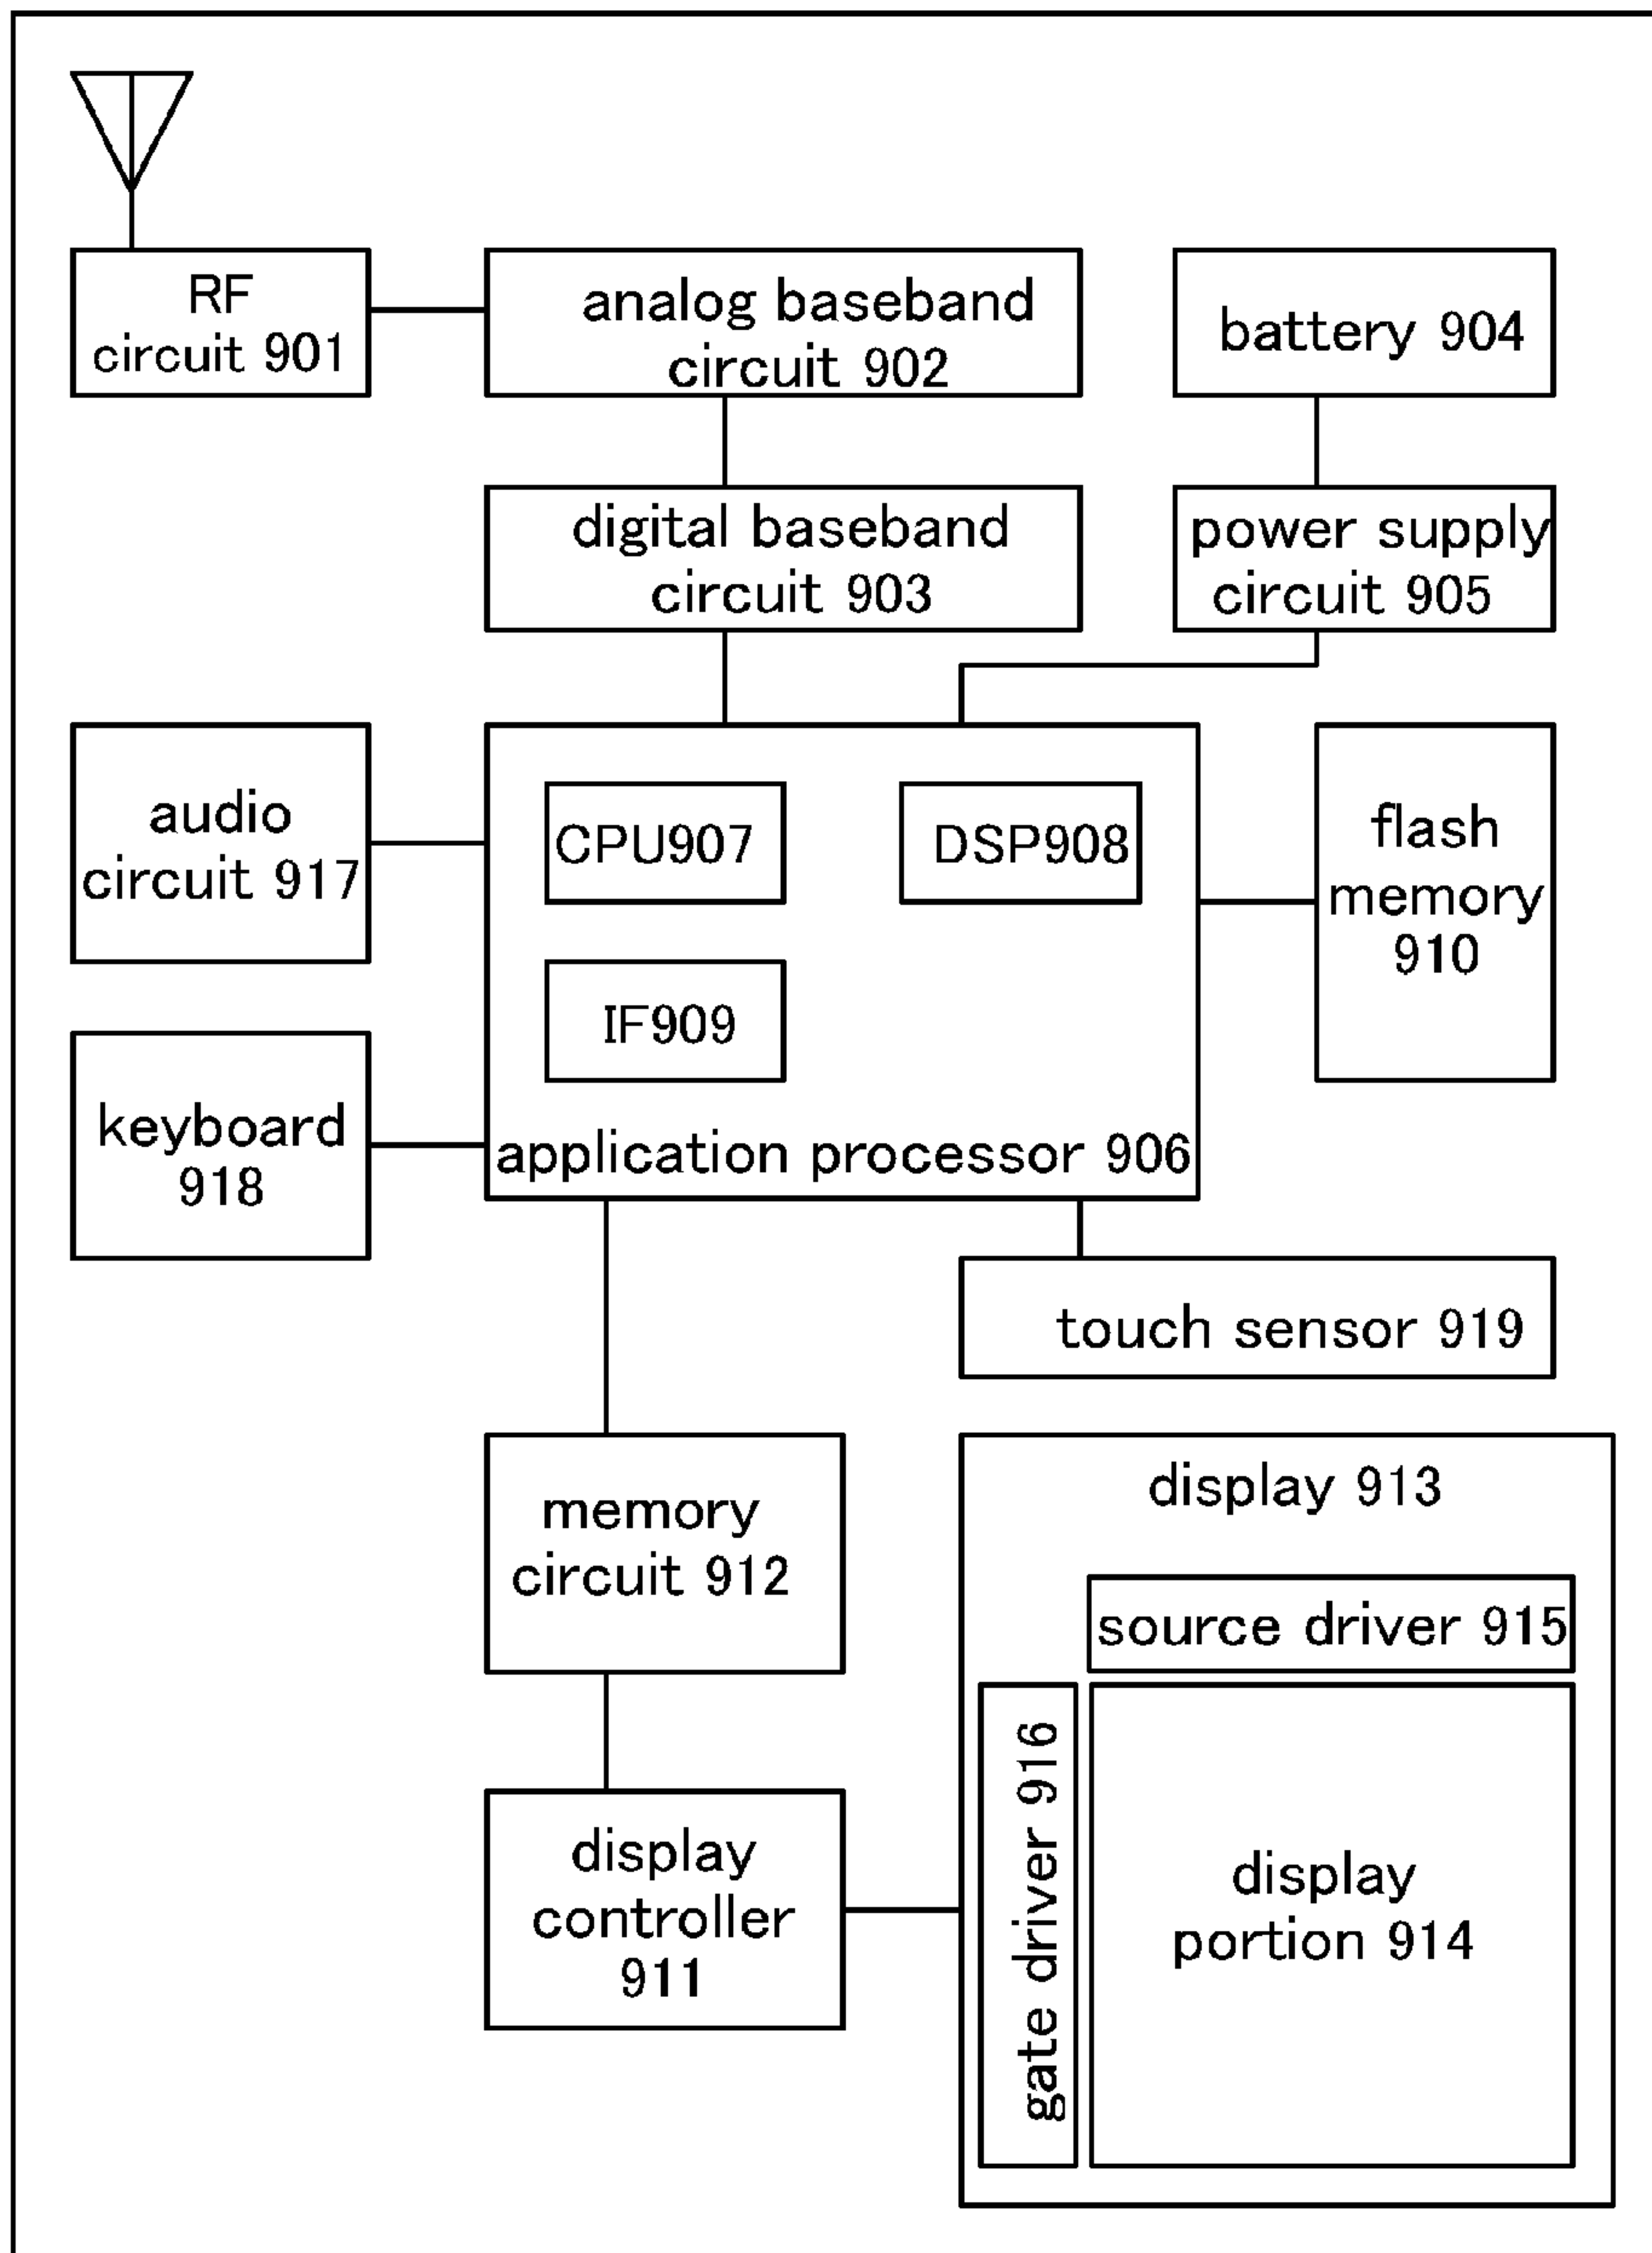 RF
circuit 901
analog baseband
circuit 902
battery 904
digital baseband
circuit 903
power supply
circuit 905
audio
circuit 917
CPU907
DSP908
flash
memory
910
IF909
keyboard
918
application processor 906
touch sensor 919
memory
circuit 912
display 913
source driver 915
gate driver 916
display
portion 914
display
controller
911